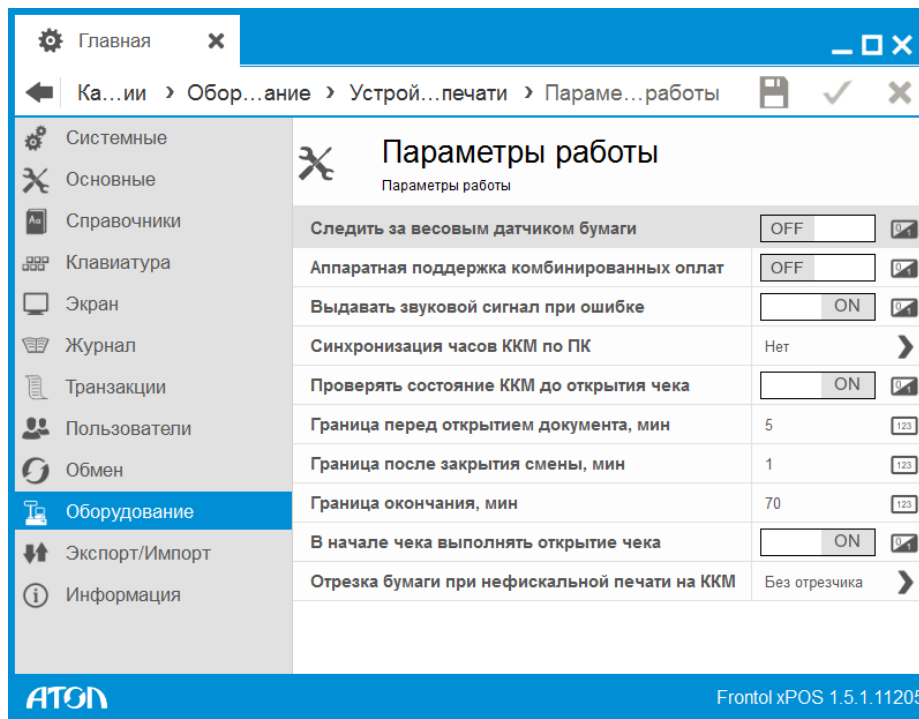 Главная
Ка...ии > Обор...ание > Устрой...печати > Параме...работы
Системные
Основные
Справочники
Клавиатура
Экран
Журнал
Транзакции
Пользователи
Обмен
Оборудование
Экспорт/Импорт
Информация
Параметры работы
Параметры работы
Следить за весовым датчиком бумаги OFF
Аппаратная поддержка комбинированных оплат OFF
Выдавать звуковой сигнал при ошибке ON
Синхронизация часов ККМ по ПК Нет
Проверять состояние ККМ до открытия чека ON
Граница перед открытием документа, мин 5 123
Граница после закрытия смены, мин 1 123
Граница окончания, мин 70 123
В начале чека выполнять открытие чека ON
Отрезка бумаги при нефискальной печати на ККМ Без отрезчика
АТОЛ Frontol xPOS 1.5.1.11205